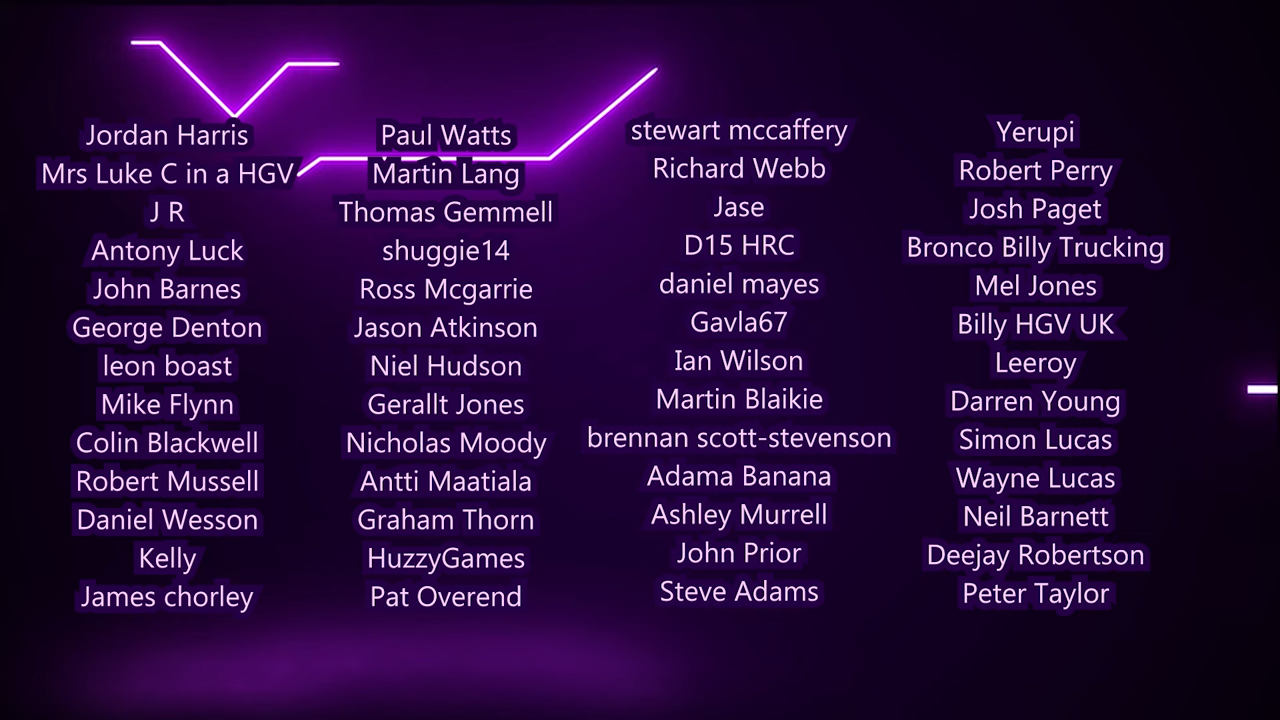 Jordan Harris
Mrs Luke C in a HGV
J R
Antony Luck
John Barnes
George Denton
leon boast
Mike Flynn
Colin Blackwell
Robert Mussell
Daniel Wesson
Kelly
James chorley
Paul Watts
Martin Lang
Thomas Gemmell
shuggie14
Ross Mcgarrie
Jason Atkinson
Niel Hudson
Gerallt Jones
Nicholas Moody
Antti Maatiala
Graham Thorn
HuzzyGames
Pat Overend
stewart mccaffery
Richard Webb
Jase
D15 HRC
daniel mayes
Gavla67
Ian Wilson
Martin Blaikie
brennan scott-stevenson
Adama Banana
Ashley Murrell
John Prior
Steve Adams
Yerupi
Robert Perry
Josh Paget
Bronco Billy Trucking
Mel Jones
Billy HGV UK
Leeroy
Darren Young
Simon Lucas
Wayne Lucas
Neil Barnett
Deejay Robertson
Peter Taylor